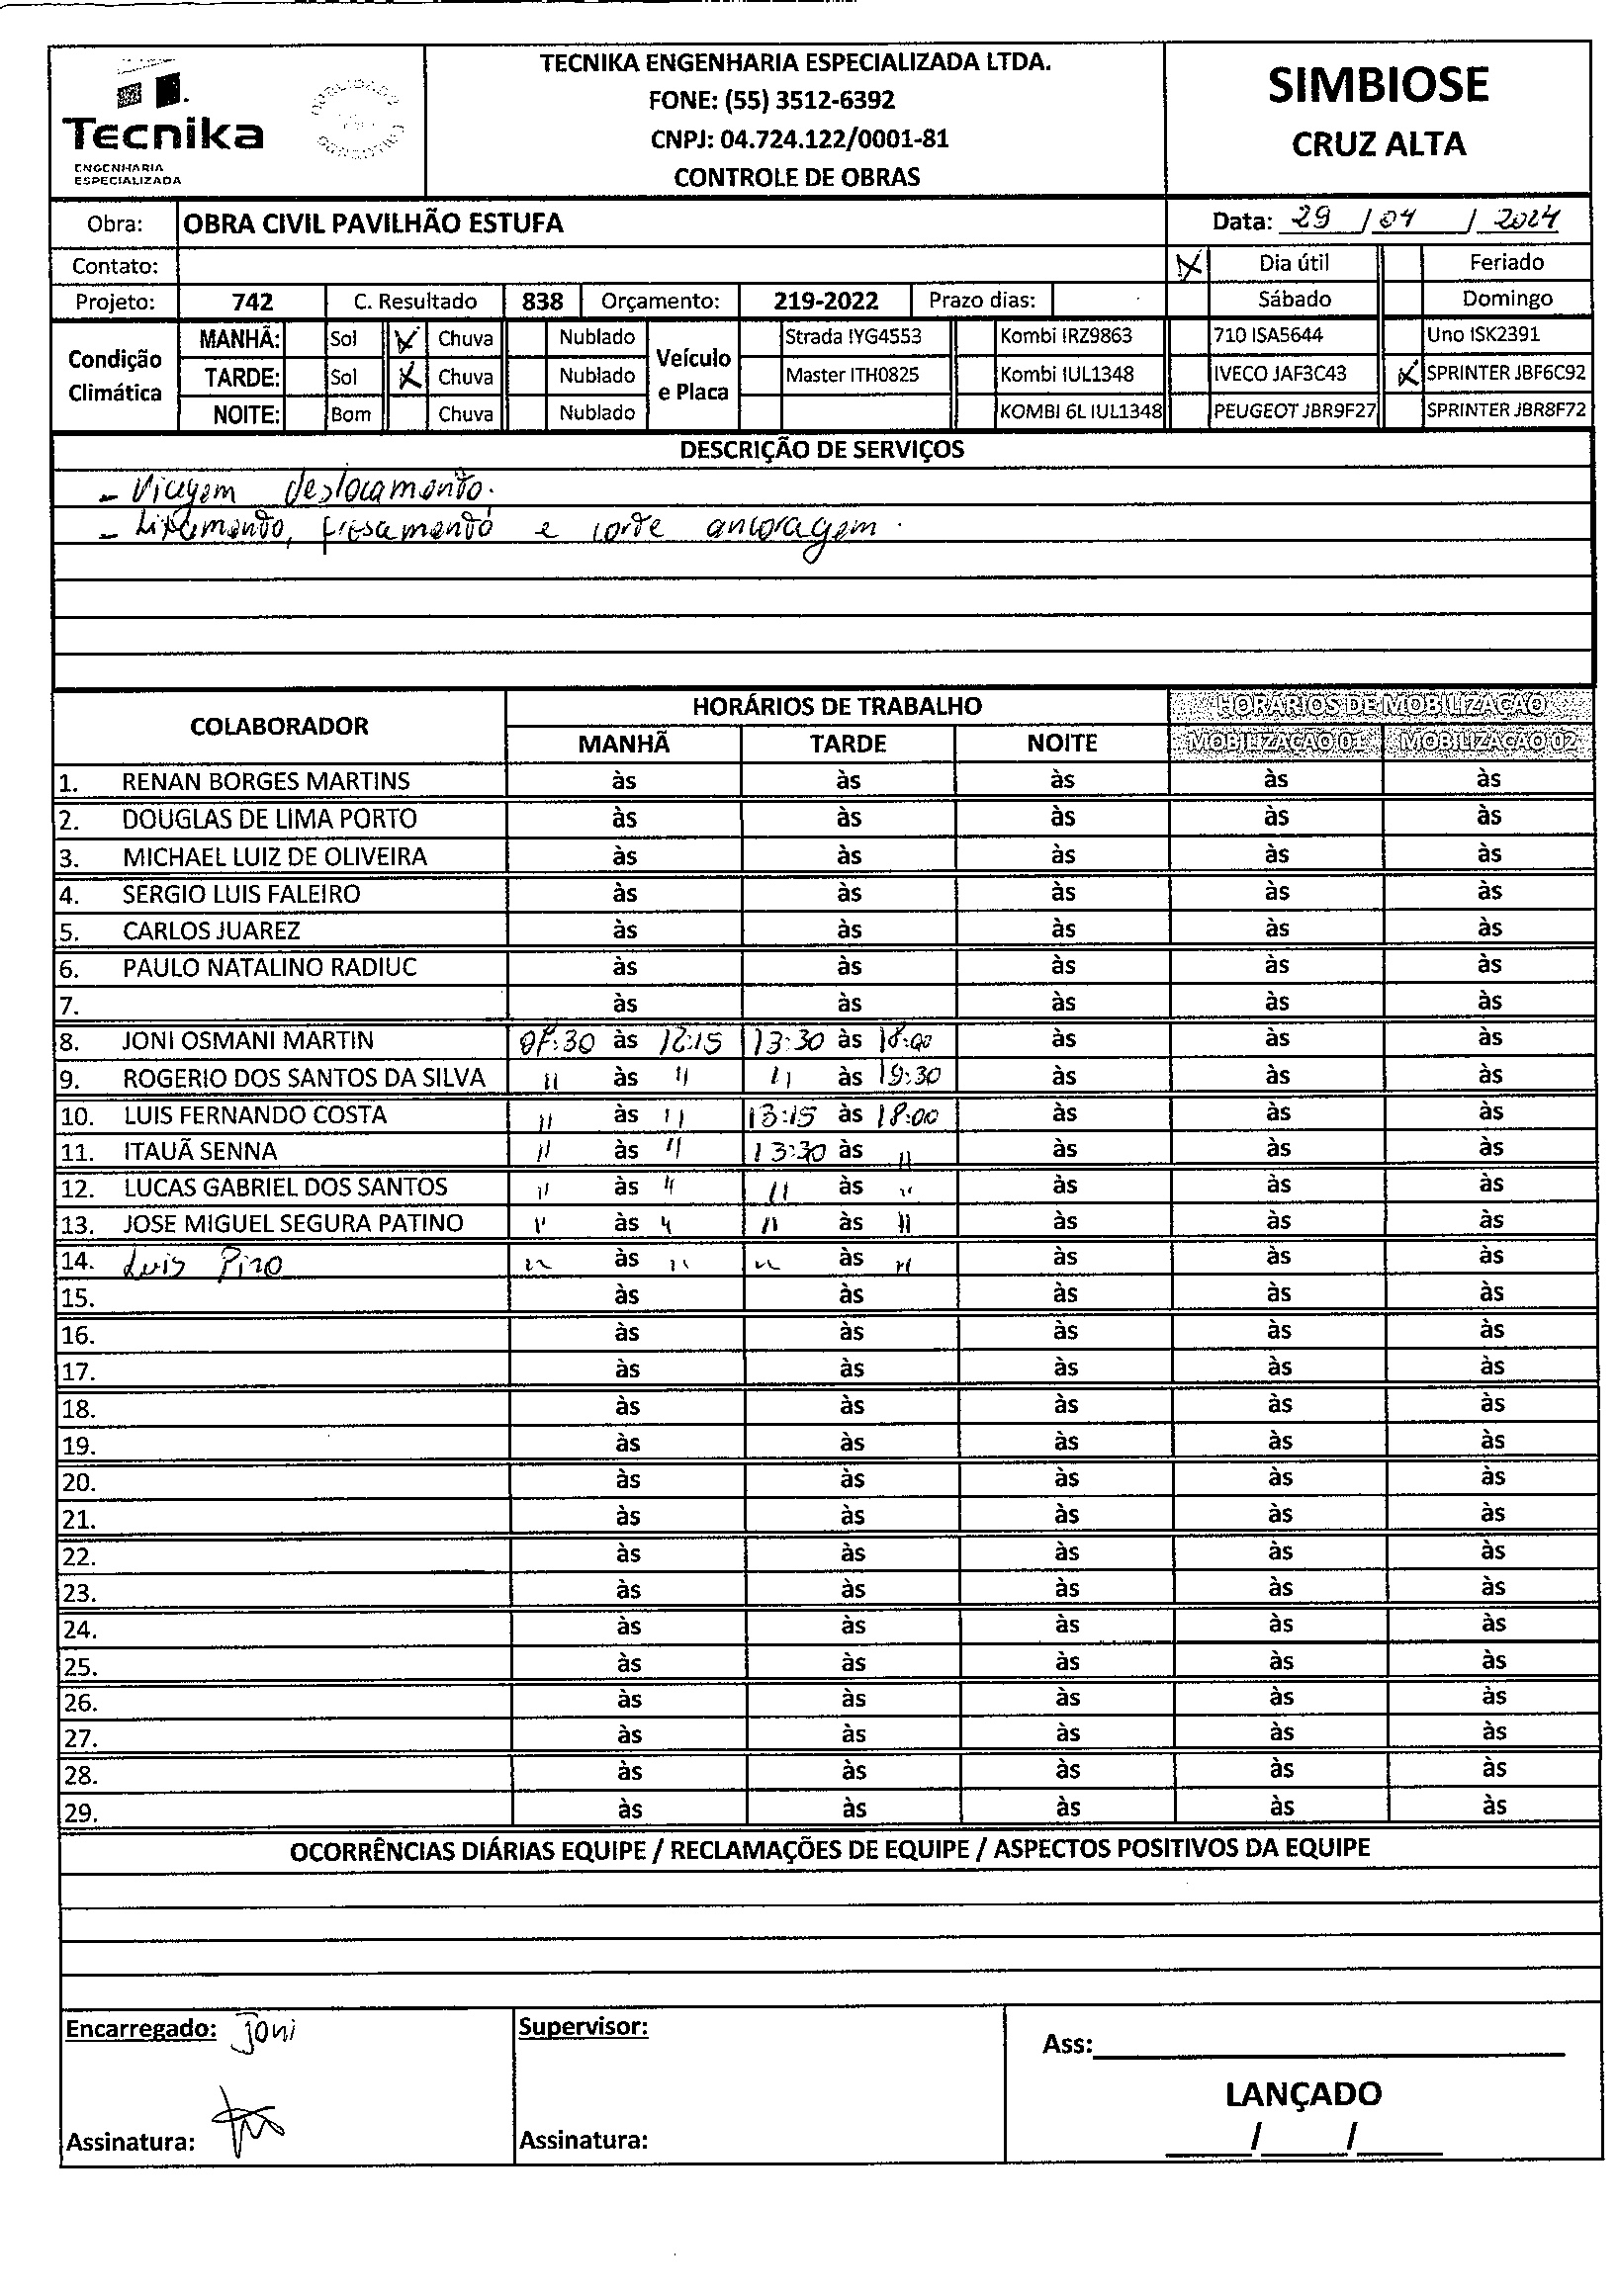 Tecnika
ENGENHARIA
ESPECIALIZADA
TECNIKA ENGENHARIA ESPECIALIZADA LTDA.
FONE: (55) 3512-6392
CNPJ: 04.724.122/0001-81
CONTROLE DE OBRAS
SIMBIOSE
CRUZ ALTA
Obra: OBRA CIVIL PAVILHÃO ESTUFA Data: 29 / 04 / 2024
Contato: X Dia útil Feriado
Projeto: 742 C. Resultado 838 Orçamento: 219-2022 Prazo dias: Sábado Domingo
Condição Climática
MANHÃ: Sol X Chuva Nublado
TARDE: Sol X Chuva Nublado
NOITE: Bom Chuva Nublado
Veículo e Placa
Strada IYG4553 Kombi IRZ9863 710 ISA5644 Uno ISK2391
Master ITH0825 Kombi IUL1348 IVECO JAF3C43 X SPRINTER JBF6C92
KOMBI 6L IUL1348 PEUGEOT JBR9F27 SPRINTER JBR8F72
DESCRIÇÃO DE SERVIÇOS
- Viagem deslocamento.
- Lixamento, fresamento e corte ancoragem.
COLABORADOR HORÁRIOS DE TRABALHO HORÁRIOS DE MOBILIZAÇÃO
MANHÃ TARDE NOITE MOBILIZAÇÃO 01 MOBILIZAÇÃO 02
1. RENAN BORGES MARTINS às às às às às
2. DOUGLAS DE LIMA PORTO às às às às às
3. MICHAEL LUIZ DE OLIVEIRA às às às às às
4. SERGIO LUIS FALEIRO às às às às às
5. CARLOS JUAREZ às às às às às
6. PAULO NATALINO RADIUC às às às às às
7. às às às às às
8. JONI OSMANI MARTIN 07:30 às 12:15 13:30 às 18:00 às às às
9. ROGERIO DOS SANTOS DA SILVA " às " " às 19:30 às às às
10. LUIS FERNANDO COSTA " às " 13:15 às 18:00 às às às
11. ITAUÃ SENNA " às " 13:30 às " às às às
12. LUCAS GABRIEL DOS SANTOS " às " " às " às às às
13. JOSE MIGUEL SEGURA PATINO " às " " às " às às às
14. Luis Pino " às " " às " às às às
15. às às às às às
16. às às às às às
17. às às às às às
18. às às às às às
19. às às às às às
20. às às às às às
21. às às às às às
22. às às às às às
23. às às às às às
24. às às às às às
25. às às às às às
26. às às às às às
27. às às às às às
28. às às às às às
29. às às às às às
OCORRÊNCIAS DIÁRIAS EQUIPE / RECLAMAÇÕES DE EQUIPE / ASPECTOS POSITIVOS DA EQUIPE
Encarregado: Joni Supervisor: Ass:
LANÇADO
Assinatura: Assinatura: / /